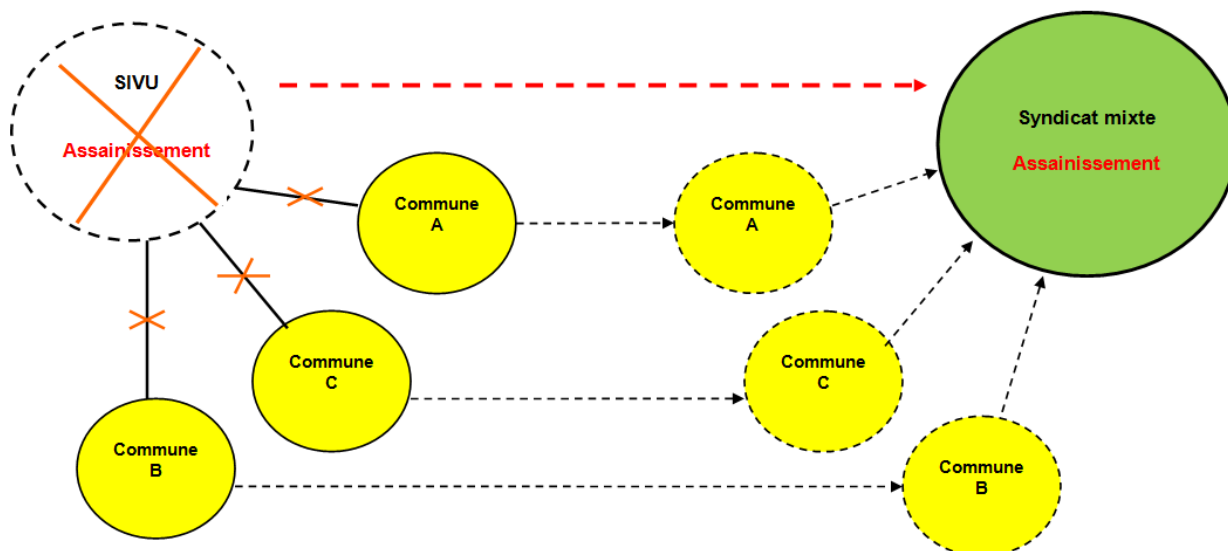 SIVU
Assainissement
Syndicat mixte
Assainissement
Commune
A
Commune
A
Commune
C
Commune
C
Commune
B
Commune
B